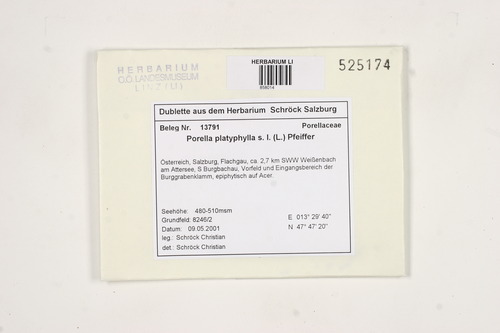 HERBARIUM
O.Ö. LANDESMUSEUM
HERBARIUM LI
525174
Dublette aus dem Herbarium Schröck Salzburg
Beleg Nr. 13791 Porellaceae
Porella platyphylla s. l. (L.) Pfeiffer
Österreich, Salzburg, Flachgau, ca. 2,7 km SWW Weißenbach
am Attersee, S Burgbachau, Vorfeld und Eingangsbereich der
Burggrabenklamm, epiphytisch auf Acer.
Seehöhe: 480-510msm E 013° 29' 40"
Grundfeld: 8246/2 N 47° 47' 20"
Datum: 09.05.2001
leg.: Schröck Christian
det.: Schröck Christian